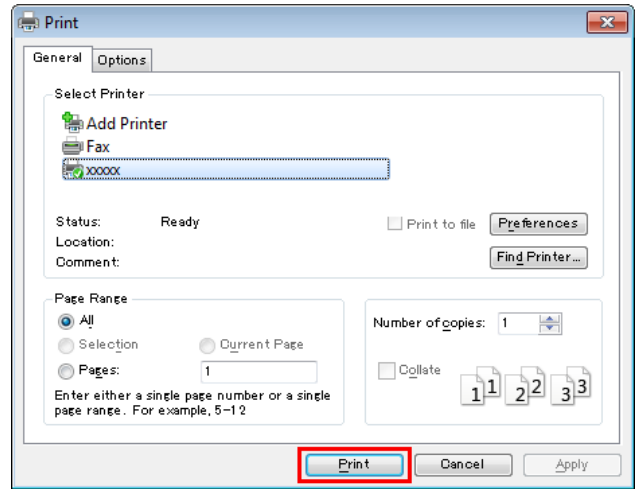 Print
General Options
Select Printer
Add Printer
Fax
xxxxx
Status: Ready
Print to file Preferences
Location:
Comment:
Find Printer...
Page Range
All
Selection Current Page
Pages: 1
Enter either a single page number or a single
page range. For example, 5-12
Number of copies: 1
Collate
1 1 2 2 3 3
Print Cancel Apply